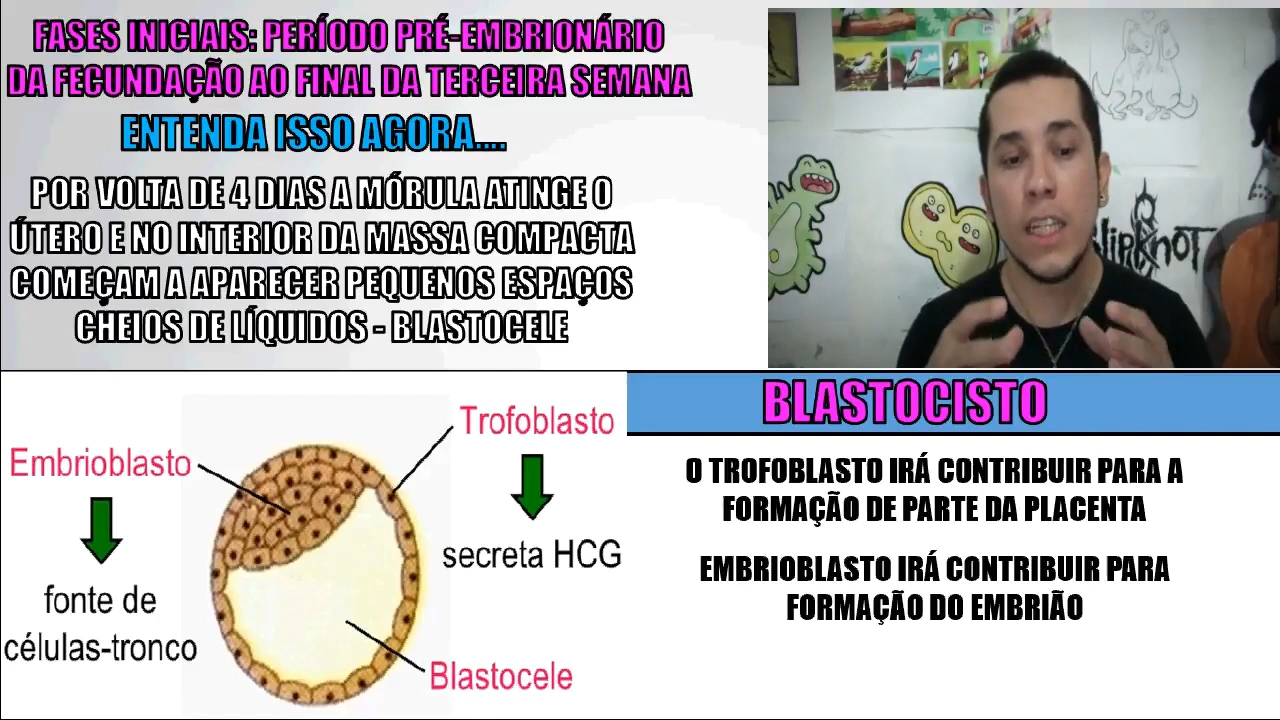 FASES INICIAIS: PERÍODO PRÉ-EMBRIONÁRIO
DA FECUNDAÇÃO AO FINAL DA TERCEIRA SEMANA
ENTENDA ISSO AGORA....
POR VOLTA DE 4 DIAS A MÓRULA ATINGE O
ÚTERO E NO INTERIOR DA MASSA COMPACTA
COMEÇAM A APARECER PEQUENOS ESPAÇOS
CHEIOS DE LÍQUIDOS - BLASTOCELE
slipknot
Trofoblasto
Embrioblasto
secreta HCG
fonte de
células-tronco
Blastocele
BLASTOCISTO
O TROFOBLASTO IRÁ CONTRIBUIR PARA A
FORMAÇÃO DE PARTE DA PLACENTA
EMBRIOBLASTO IRÁ CONTRIBUIR PARA
FORMAÇÃO DO EMBRIÃO